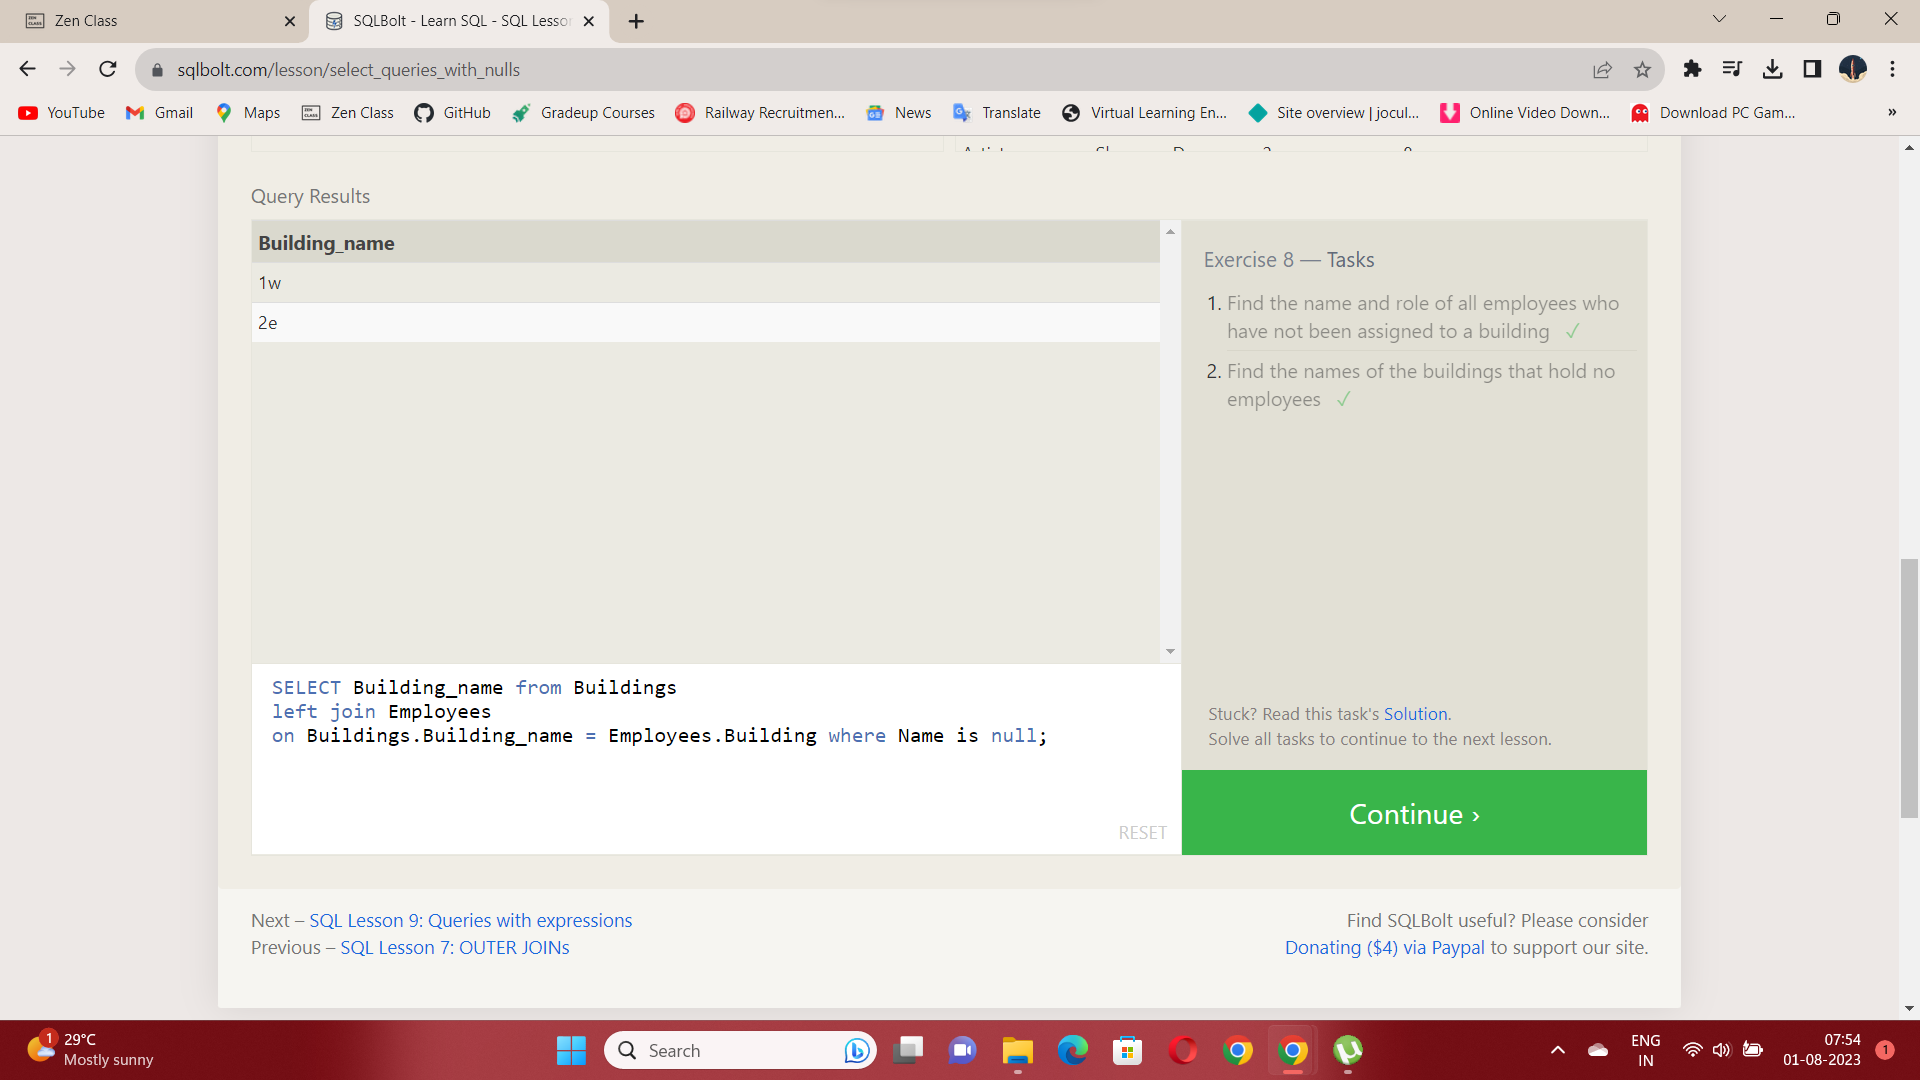 Zen Class
SQLBolt - Learn SQL - SQL Lesson
sqlbolt.com/lesson/select_queries_with_nulls
YouTube Gmail Maps Zen Class GitHub Gradeup Courses Railway Recruitmen... News Translate Virtual Learning En... Site overview | jocul... Online Video Down... Download PC Gam... »
Query Results
Building_name
1w
2e
Exercise 8 — Tasks
1. Find the name and role of all employees who
have not been assigned to a building ✓
2. Find the names of the buildings that hold no
employees ✓
SELECT Building_name from Buildings
left join Employees
on Buildings.Building_name = Employees.Building where Name is null;
RESET
Stuck? Read this task's Solution.
Solve all tasks to continue to the next lesson.
Continue ›
Next – SQL Lesson 9: Queries with expressions
Previous – SQL Lesson 7: OUTER JOINs
Find SQLBolt useful? Please consider
Donating ($4) via Paypal to support our site.
1
29°C
Mostly sunny
Search
ENG
IN
07:54
01-08-2023
1